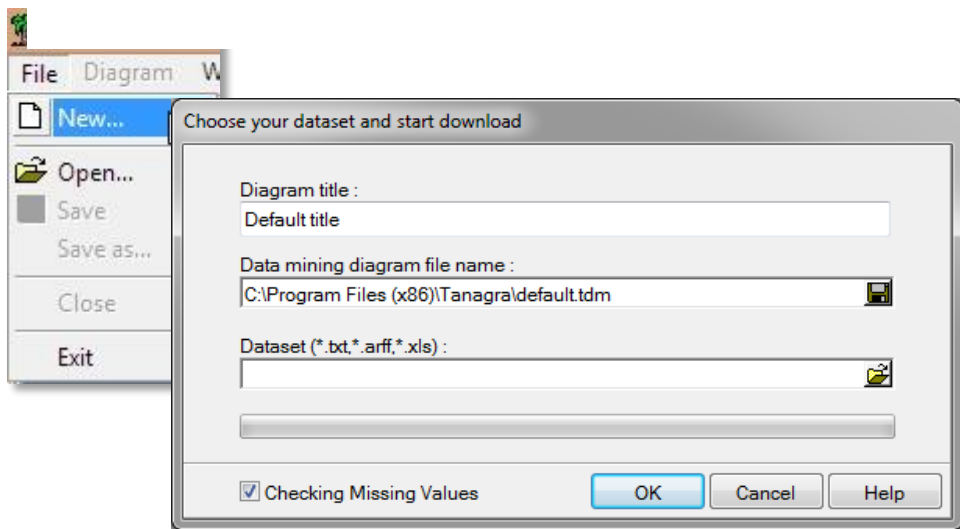 File Diagram W
New...
Open...
Save
Save as...
Close
Exit
Choose your dataset and start download
Diagram title :
Default title
Data mining diagram file name :
C:\Program Files (x86)\Tanagra\default.tdm
Dataset (*.txt,*.arff,*.xls) :
Checking Missing Values OK Cancel Help